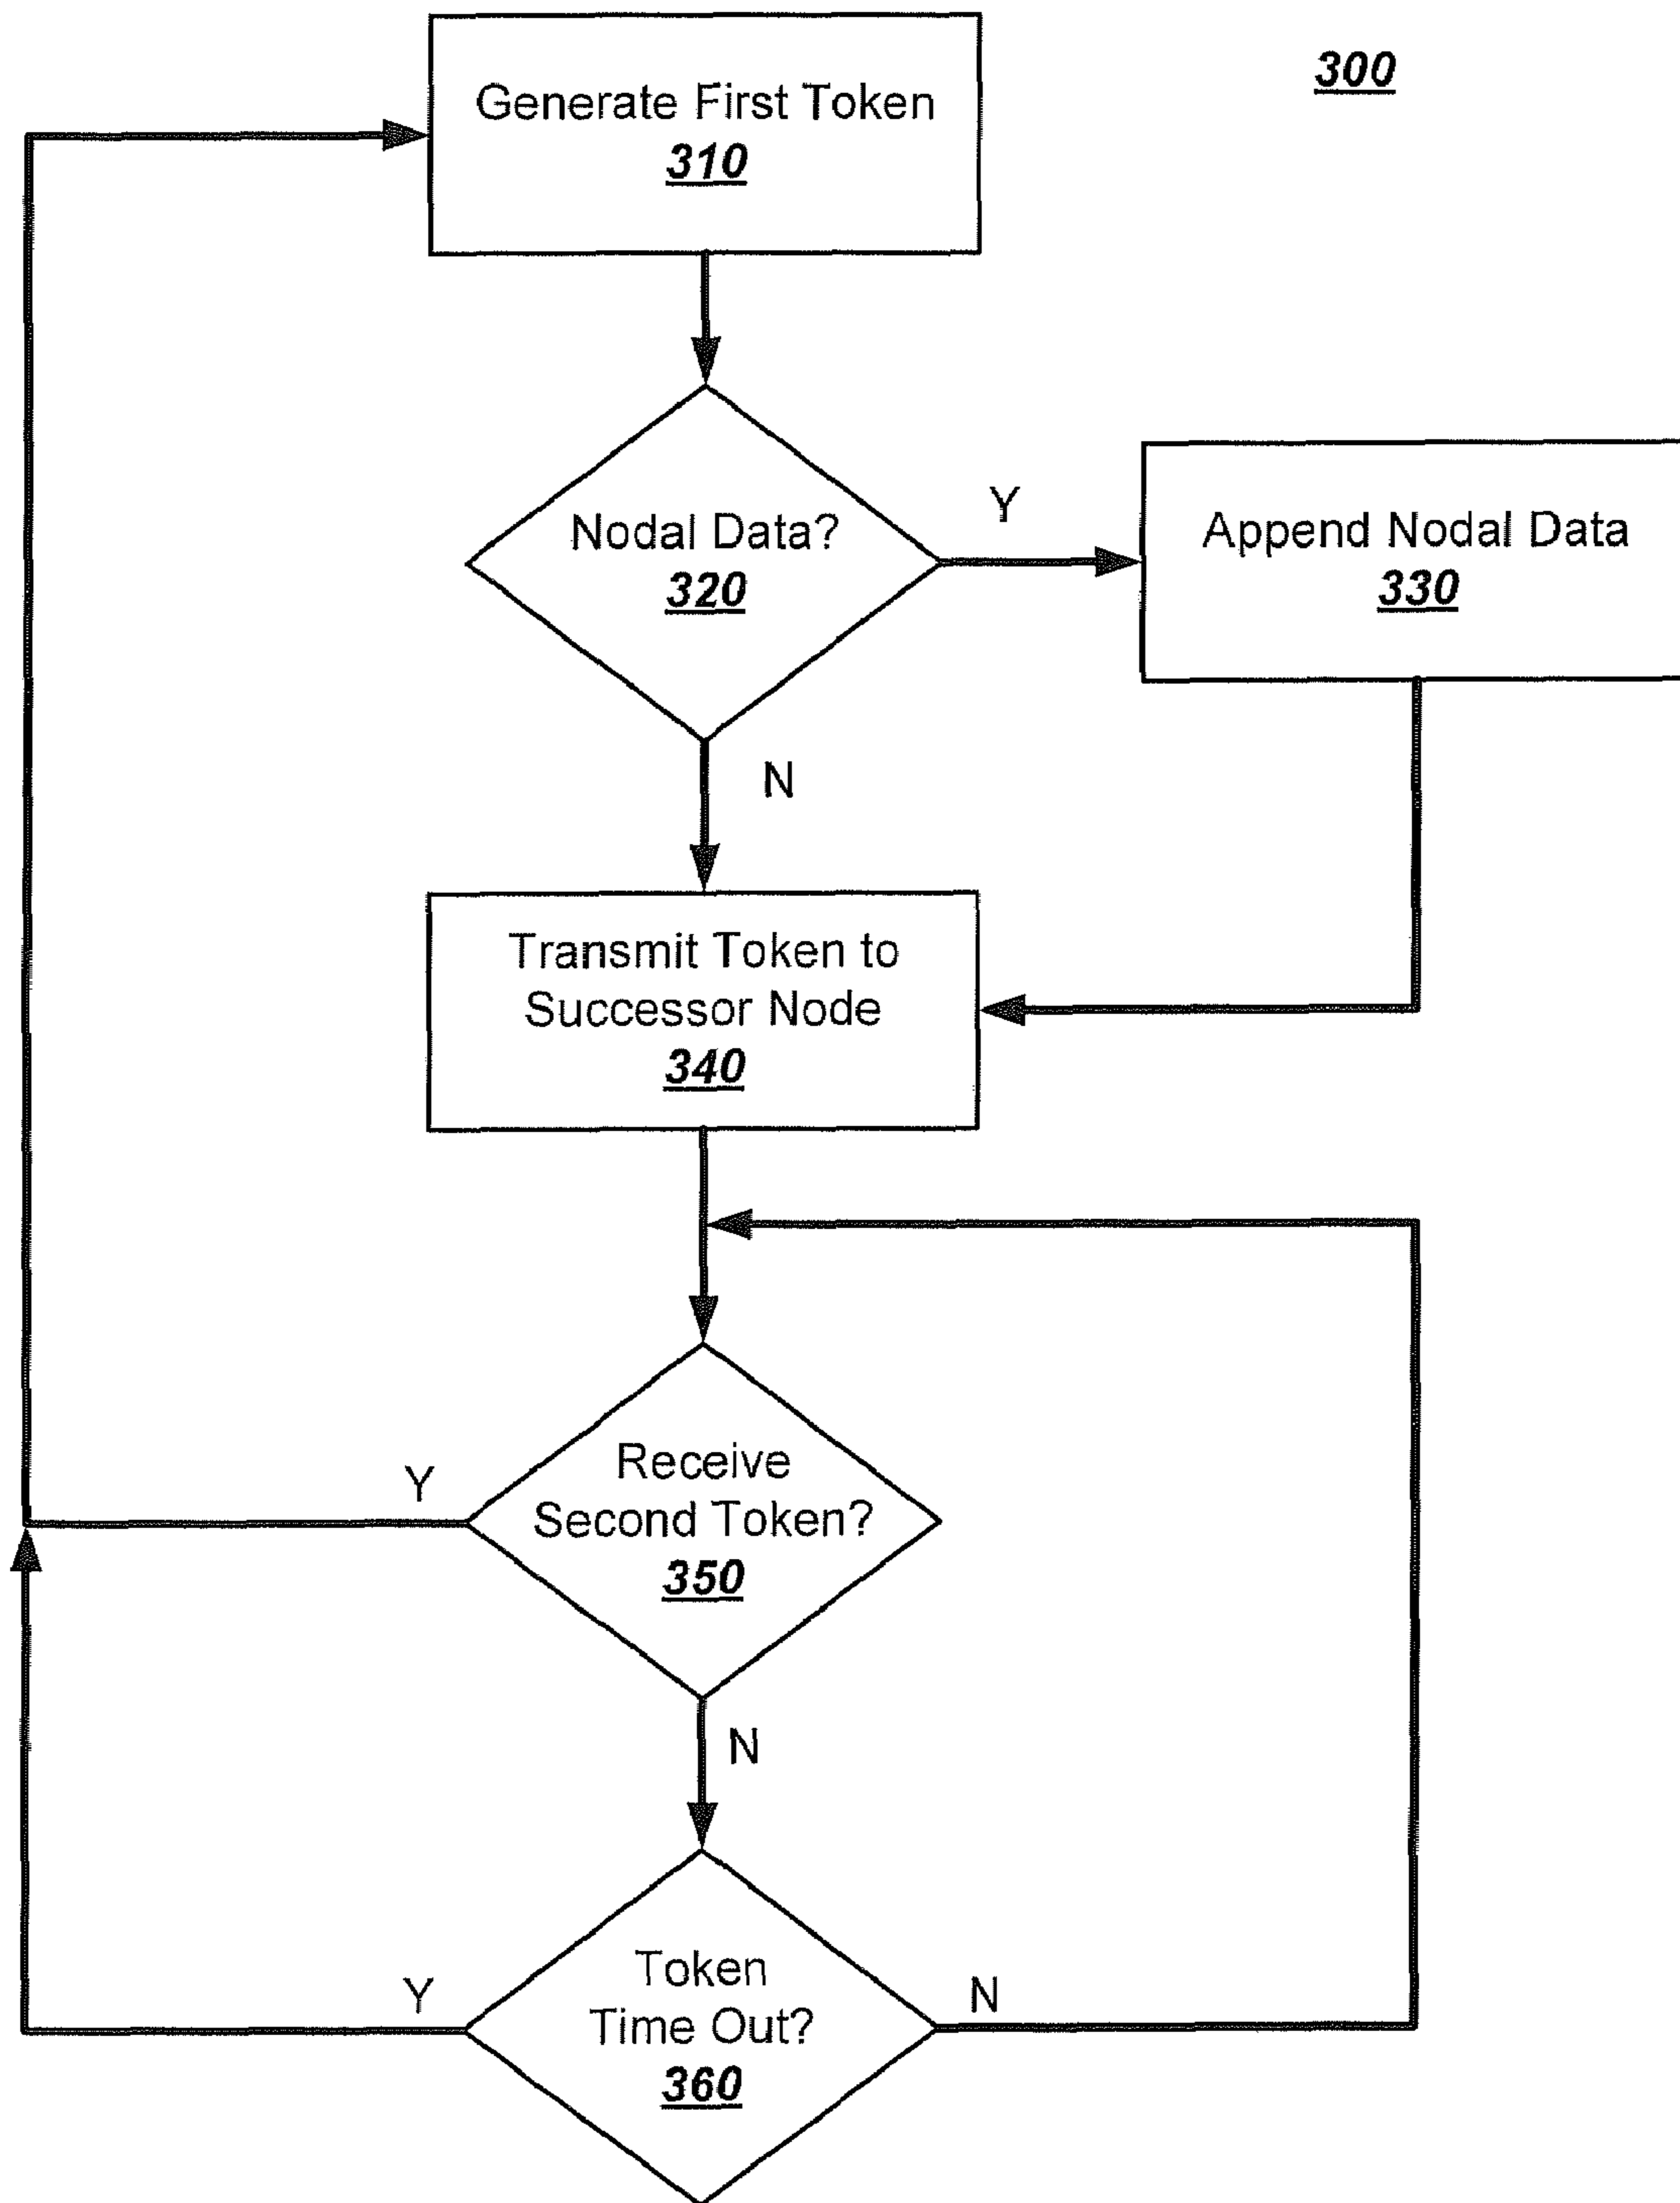 300
Generate First Token
310
Nodal Data?
320
Y
Append Nodal Data
330
N
Transmit Token to
Successor Node
340
Receive
Second Token?
350
Y
N
Token
Time Out?
360
Y
N